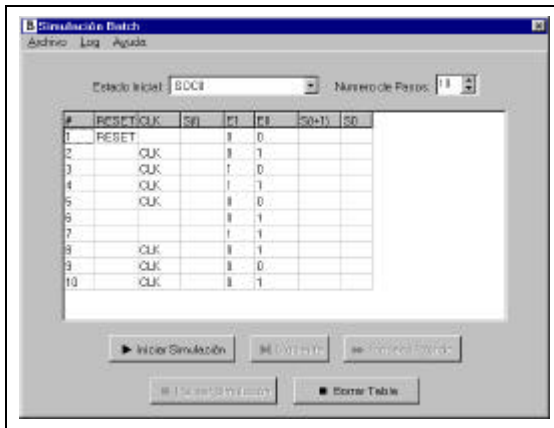 Simulación Batch
Archivo Log Ayuda
Estado Inicial: Numero de Pasos: 10
# RESET CLK S(t) E1 E0 S(t+1) S0
1 RESET 0 0
2 CLK 0 1
3 CLK 1 0
4 CLK 1 1
5 CLK 0 0
6 0 1
7 1 1
8 CLK 0 1
9 CLK 0 0
10 CLK 0 1
Iniciar Simulación
Borrar Tabla